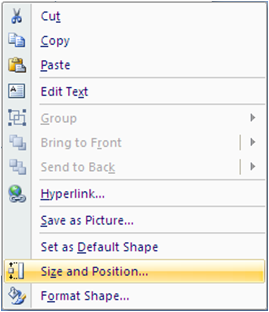 Cut
Copy
Paste
Edit Text
Group
Bring to Front
Send to Back
Hyperlink...
Save as Picture...
Set as Default Shape
Size and Position...
Format Shape...